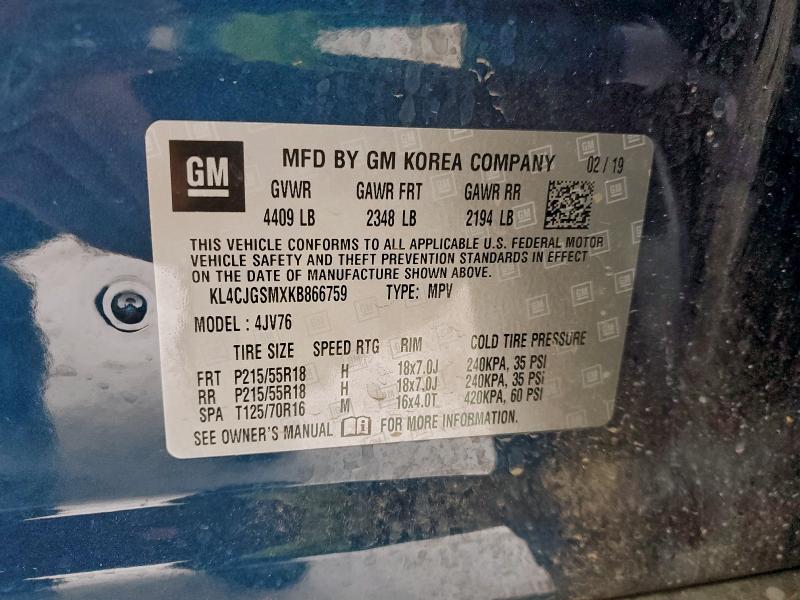 GM
MFD BY GM KOREA COMPANY 02 / 19
GVWR GAWR FRT GAWR RR
4409 LB 2348 LB 2194 LB
THIS VEHICLE CONFORMS TO ALL APPLICABLE U.S. FEDERAL MOTOR
VEHICLE SAFETY AND THEFT PREVENTION STANDARDS IN EFFECT
ON THE DATE OF MANUFACTURE SHOWN ABOVE.
KL4CJGSMXKB866759 TYPE: MPV
MODEL : 4JV76
TIRE SIZE SPEED RTG RIM COLD TIRE PRESSURE
FRT P215/55R18 H 18x7.0J 240KPA, 35 PSI
RR P215/55R18 H 18x7.0J 240KPA, 35 PSI
SPA T125/70R16 M 16x4.0T 420KPA, 60 PSI
SEE OWNER'S MANUAL FOR MORE INFORMATION.